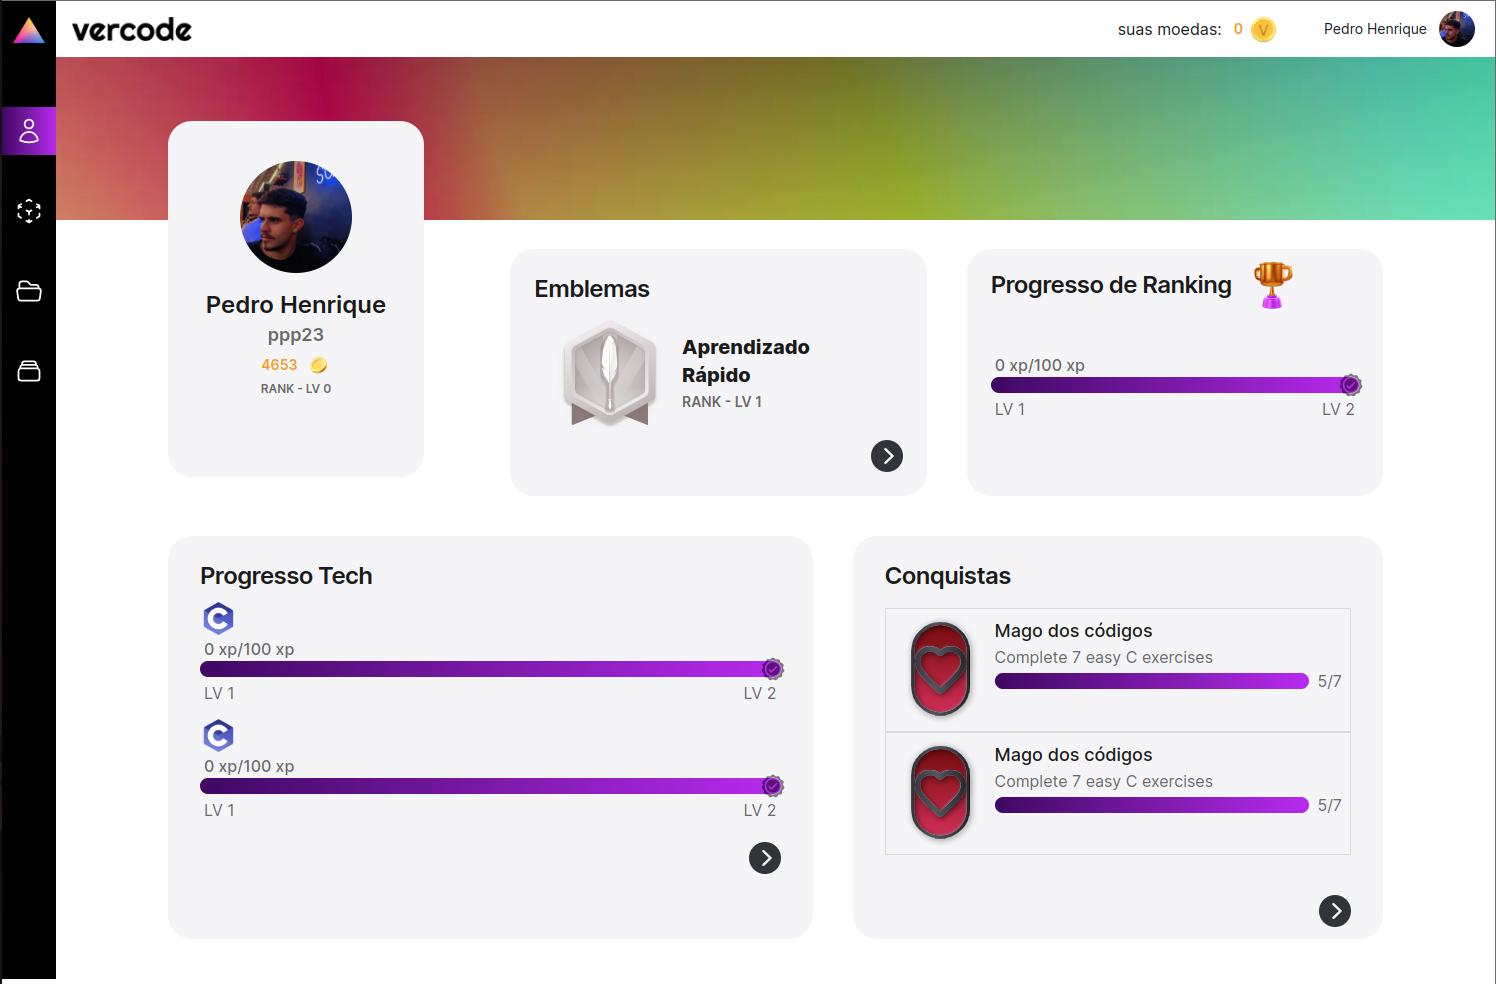 vercode
suas moedas: 0 V
Pedro Henrique
Pedro Henrique
ppp23
4653
RANK - LV 0
Emblemas
Aprendizado
Rápido
RANK - LV 1
Progresso de Ranking
0 xp/100 xp
LV 1 LV 2
Progresso Tech
C
0 xp/100 xp
LV 1 LV 2
C
0 xp/100 xp
LV 1 LV 2
Conquistas
Mago dos códigos
Complete 7 easy C exercises
5/7
Mago dos códigos
Complete 7 easy C exercises
5/7